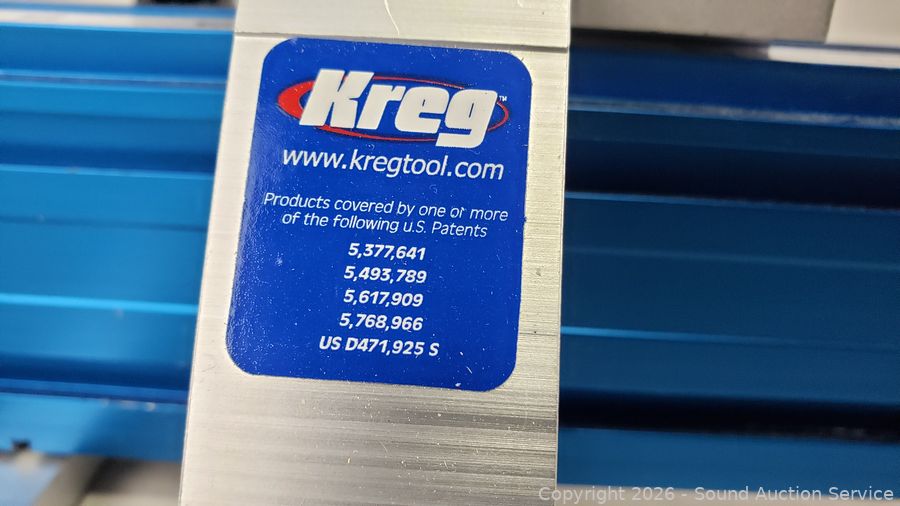 Kreg™
www.kregtool.com
Products covered by one or more
of the following U.S. Patents
5,377,641
5,493,789
5,617,909
5,768,966
US D471,925 S
Copyright 2026 - Sound Auction Service